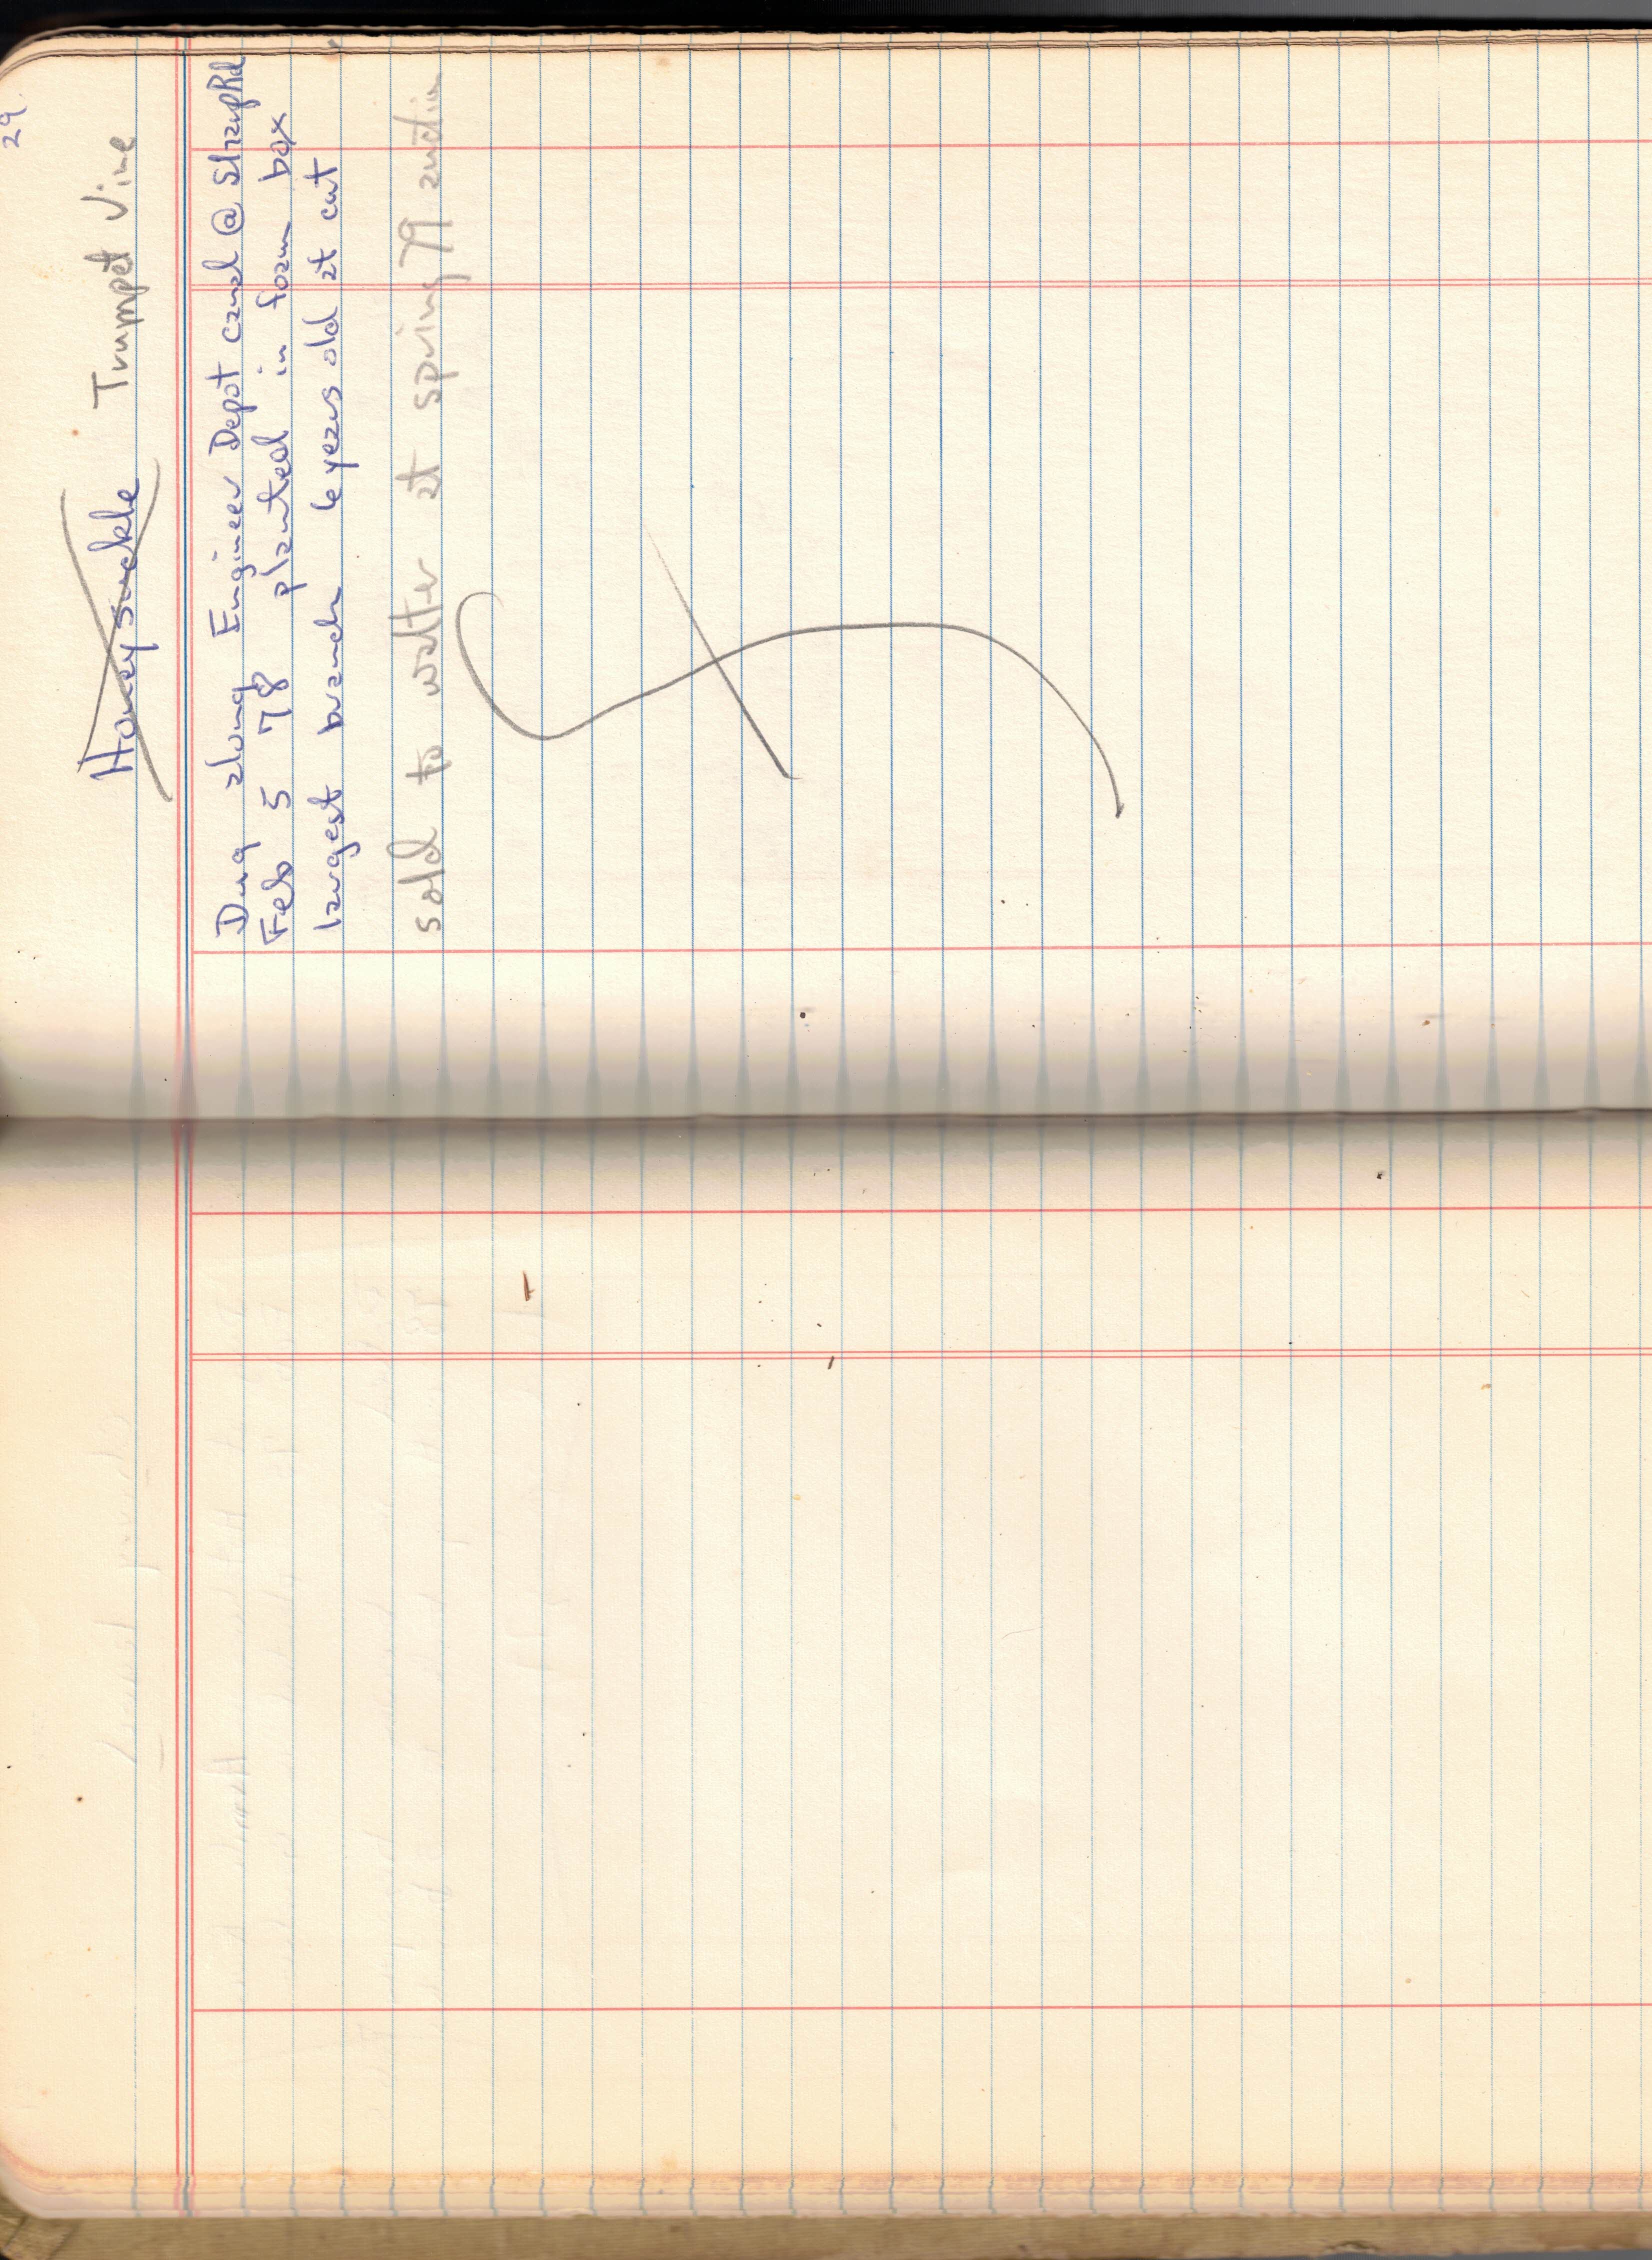 29
Honeysuckle Trumpet Vine
Dug along Engineer Depot canal @
Feb 5 78 planted in foam box
largest branch 6 years old at cut
sold to walter at spring 79 auction